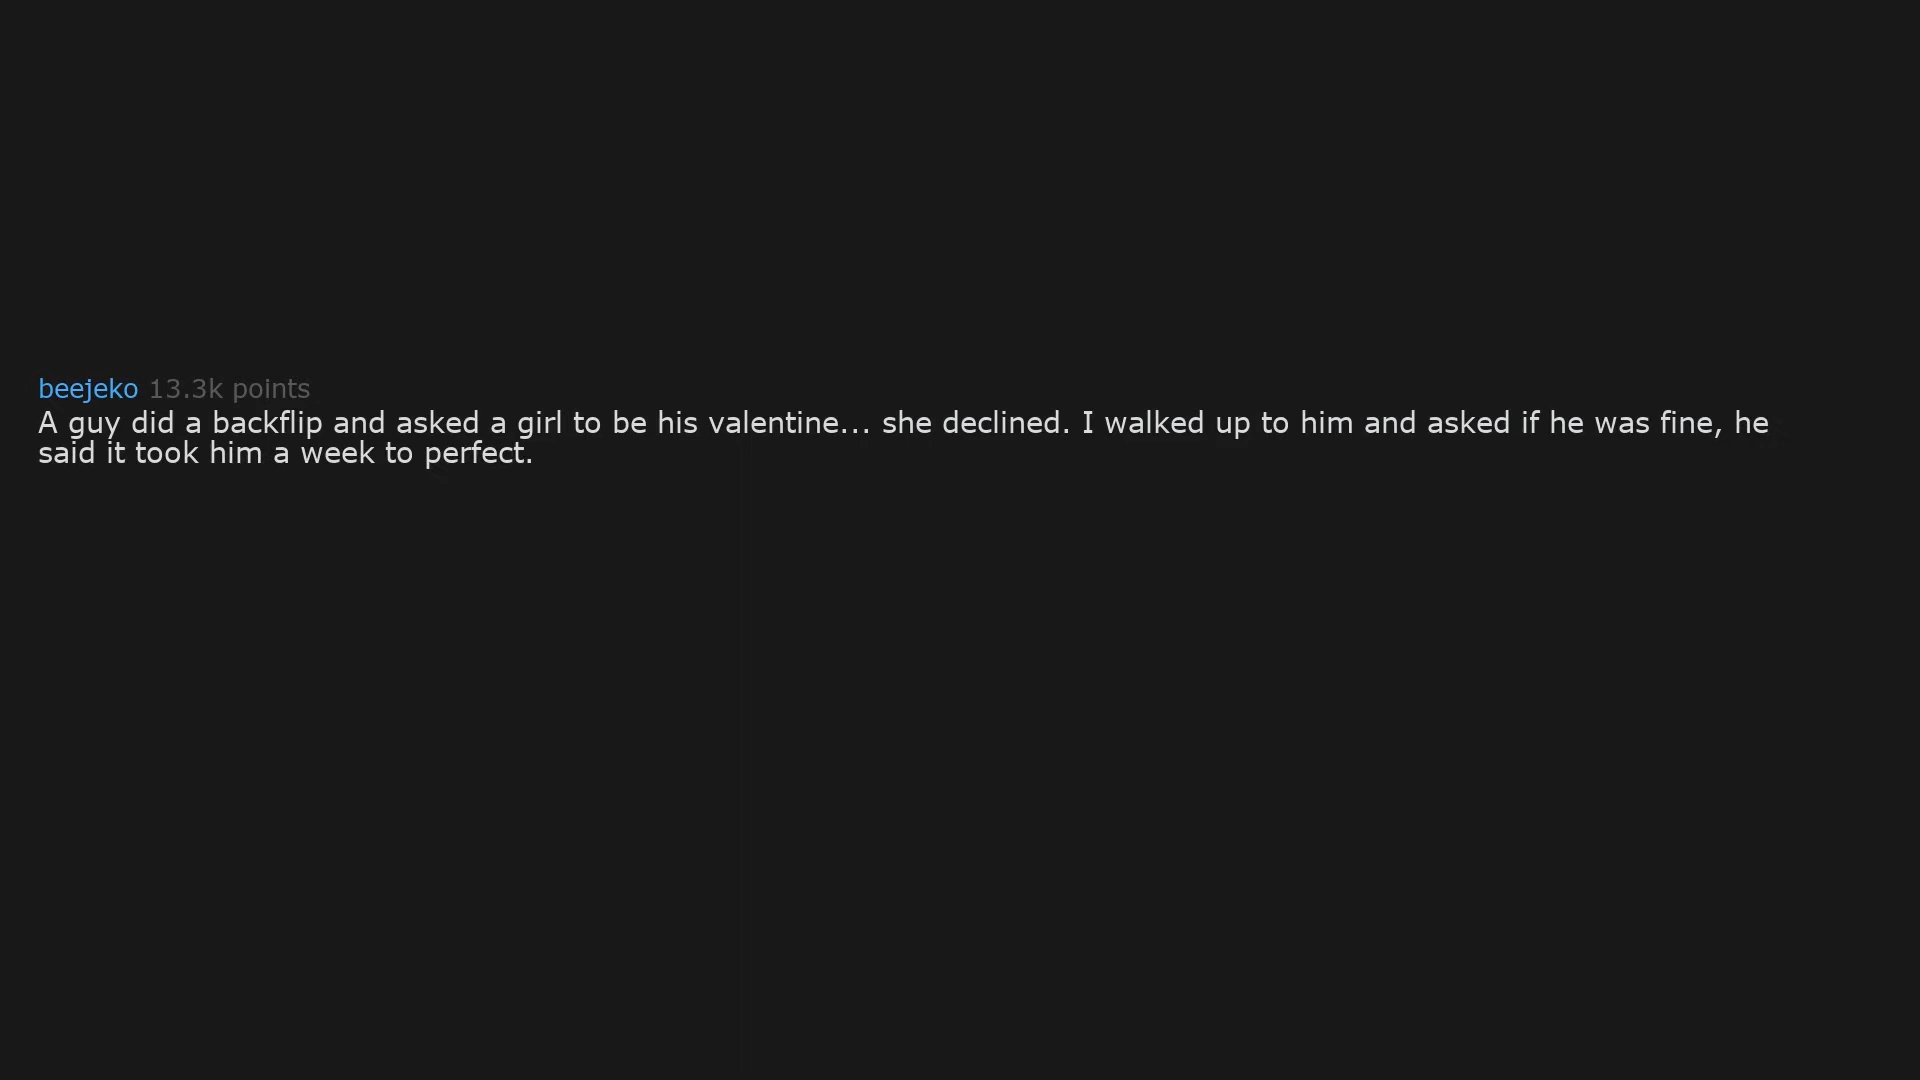 beejeko 13.3k points
A guy did a backflip and asked a girl to be his valentine... she declined. I walked up to him and asked if he was fine, he
said it took him a week to perfect.